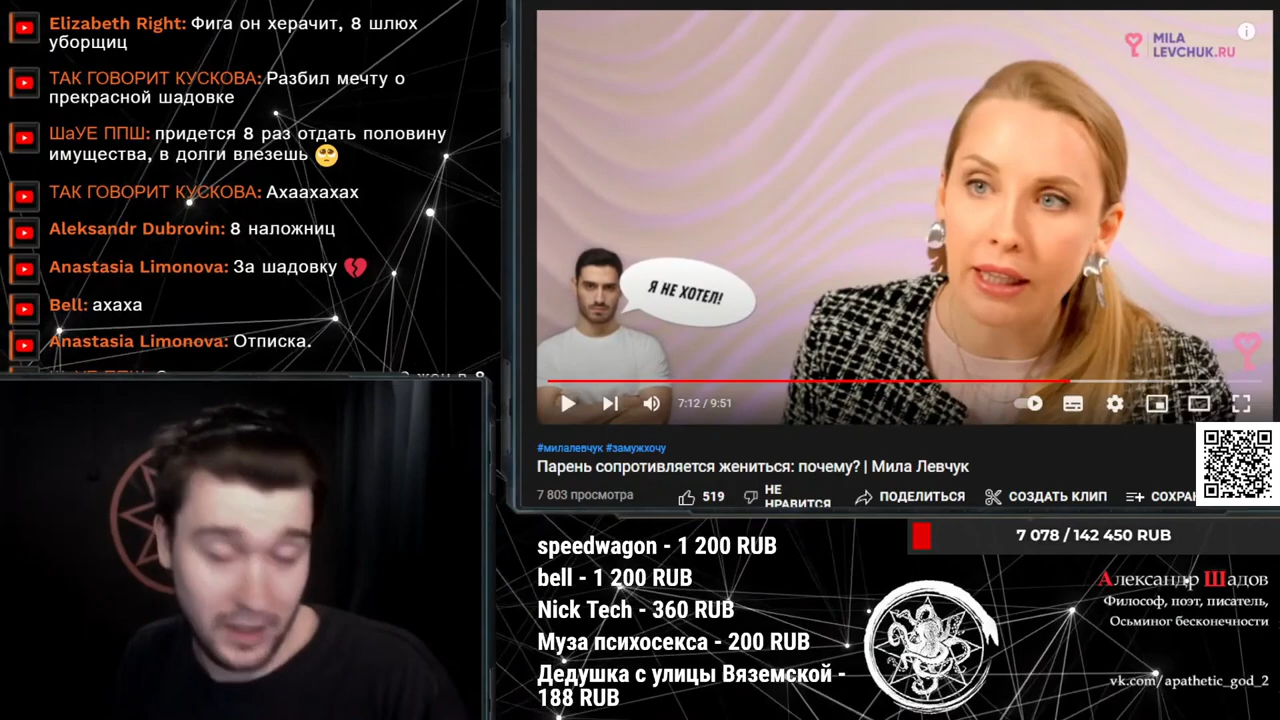 Elizabeth Right: Фига он херачит, 8 шлюх
уборщиц
ТАК ГОВОРИТ КУСКОВА: Разбил мечту о
прекрасной шадовке
ШаУЕ ППШ: придется 8 раз отдать половину
имущества, в долги влезешь 🥺
ТАК ГОВОРИТ КУСКОВА: Ахаахахах
Aleksandr Dubrovin: 8 наложниц
Anastasia Limonova: За шадовку 💔
Bell: ахаха
Anastasia Limonova: Отписка.
MILA
LEVCHUK.RU
Я НЕ ХОТЕЛ!
7:12 / 9:51
#милалевчук #замужхочу
Парень сопротивляется жениться: почему? | Мила Левчук
7 803 просмотра
519
НЕ
НРАВИТСЯ
ПОДЕЛИТЬСЯ
СОЗДАТЬ КЛИП
7 078 / 142 450 RUB
speedwagon - 1 200 RUB
bell - 1 200 RUB
Nick Tech - 360 RUB
Муза психосекса - 200 RUB
Дедушка с улицы Вяземской -
188 RUB
Александр Шадов
Философ, поэт, писатель,
Осьминог бесконечности
vk.com/apathetic_god_2